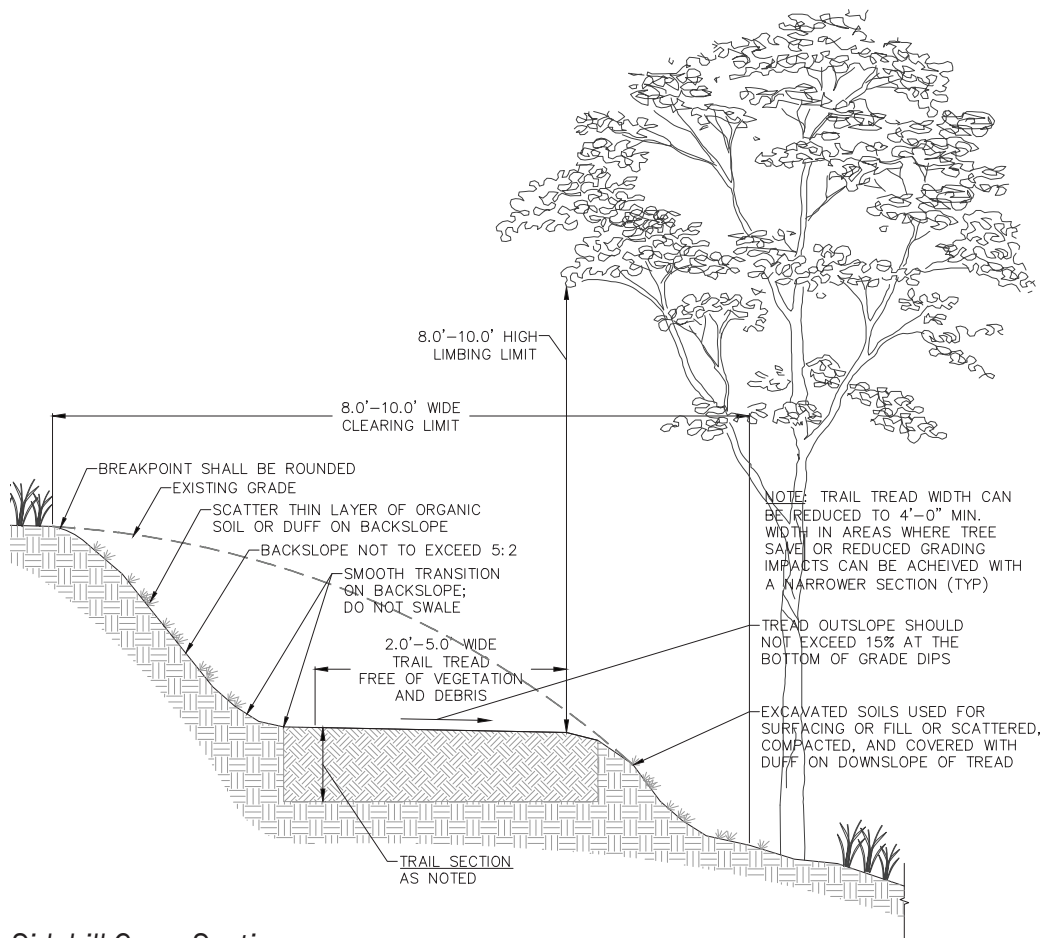 8.0'–10.0' HIGH
LIMBING LIMIT
8.0'–10.0' WIDE
CLEARING LIMIT
BREAKPOINT SHALL BE ROUNDED
EXISTING GRADE
SCATTER THIN LAYER OF ORGANIC
SOIL OR DUFF ON BACKSLOPE
BACKSLOPE NOT TO EXCEED 5:2
SMOOTH TRANSITION
ON BACKSLOPE;
DO NOT SWALE
2.0'–5.0' WIDE
TRAIL TREAD
FREE OF VEGETATION
AND DEBRIS
NOTE: TRAIL TREAD WIDTH CAN
BE REDUCED TO 4'–0" MIN.
WIDTH IN AREAS WHERE TREE
SAVE OR REDUCED GRADING
IMPACTS CAN BE ACHEIVED WITH
A NARROWER SECTION (TYP)
TREAD OUTSLOPE SHOULD
NOT EXCEED 15% AT THE
BOTTOM OF GRADE DIPS
EXCAVATED SOILS USED FOR
SURFACING OR FILL OR SCATTERED,
COMPACTED, AND COVERED WITH
DUFF ON DOWNSLOPE OF TREAD
TRAIL SECTION
AS NOTED